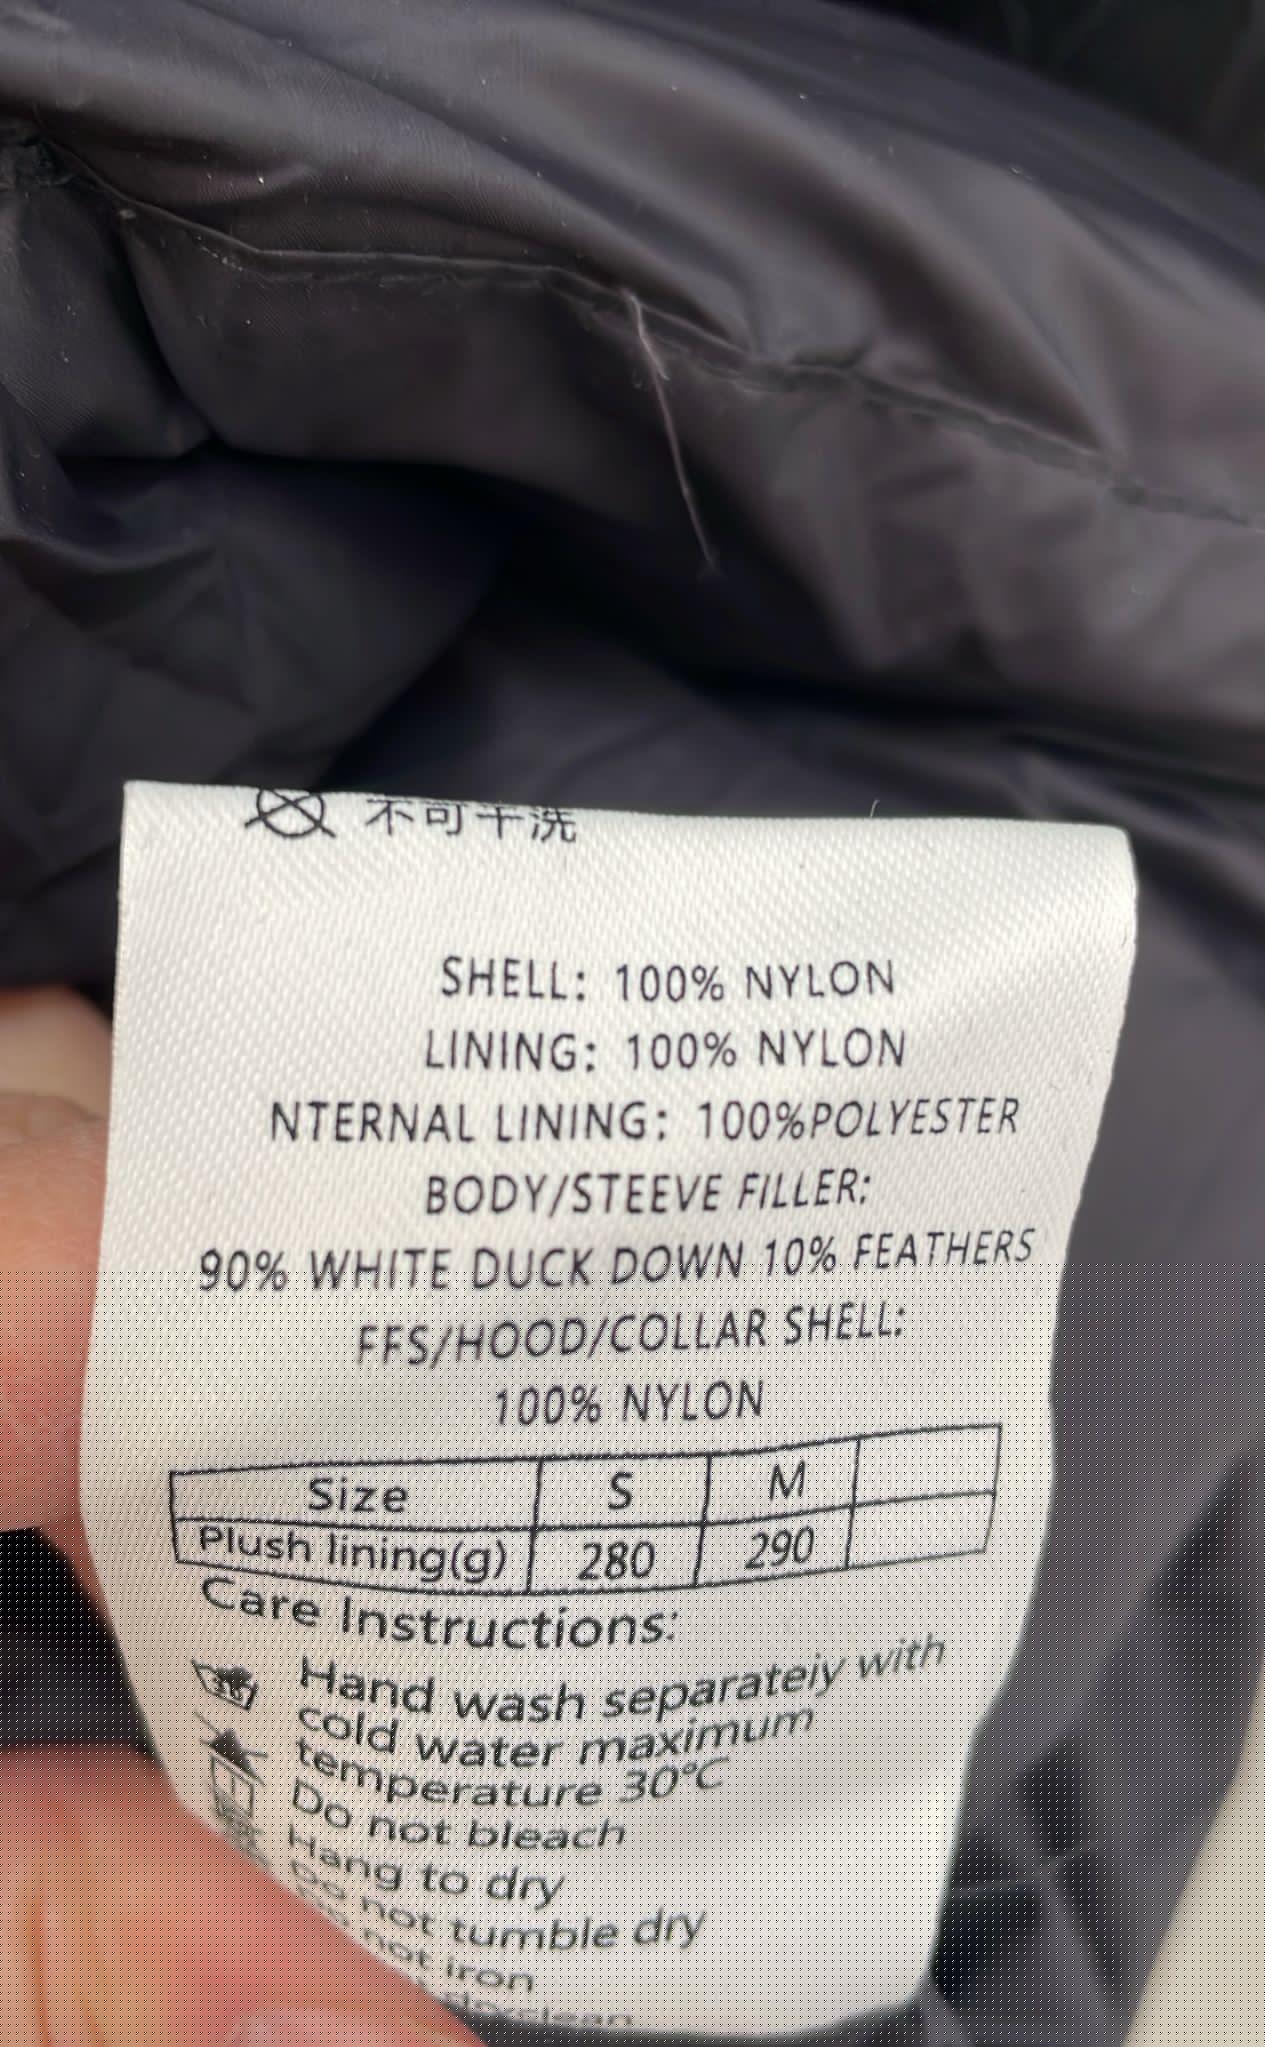 不可干洗
SHELL: 100% NYLON
LINING: 100% NYLON
NTERNAL LINING: 100%POLYESTER
BODY/STEEVE FILLER:
90% WHITE DUCK DOWN 10% FEATHERS
FFS/HOOD/COLLAR SHELL:
100% NYLON
Size S M
Plush lining(g) 280 290
Care Instructions:
30
Hand wash separateiy with
cold water maximum
temperature 30°C
Do not bleach
Hang to dry
Do not tumble dry
Do not iron